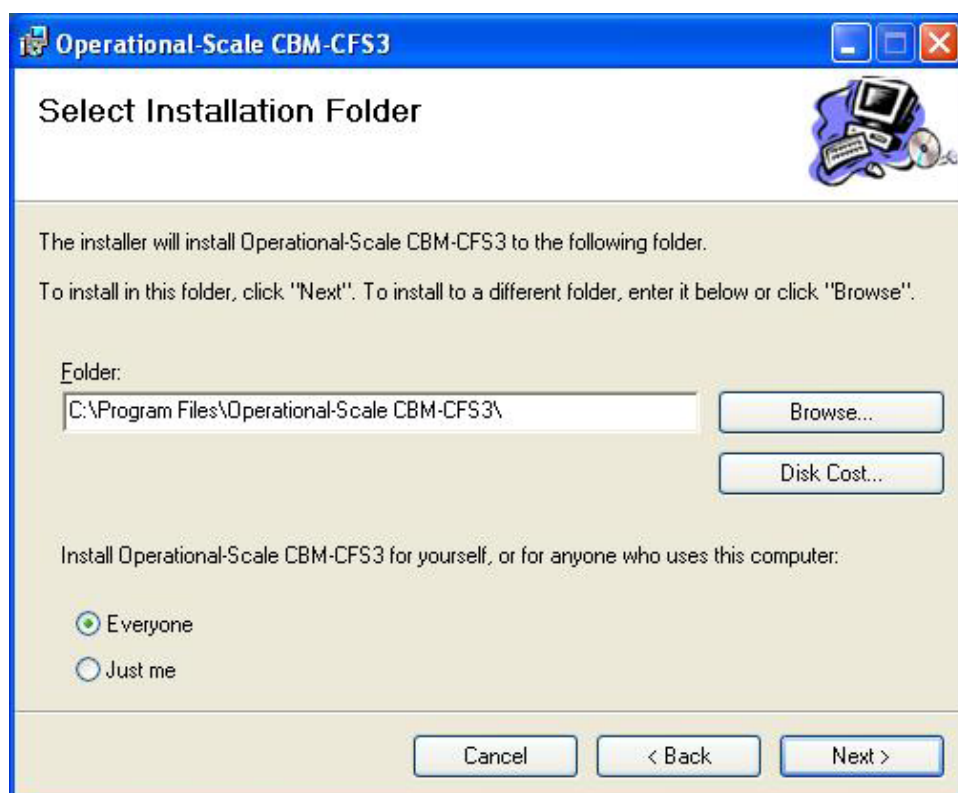 Operational-Scale CBM-CFS3
Select Installation Folder
The installer will install Operational-Scale CBM-CFS3 to the following folder.
To install in this folder, click "Next". To install to a different folder, enter it below or click "Browse".
Folder:
C:\Program Files\Operational-Scale CBM-CFS3\
Browse...
Disk Cost...
Install Operational-Scale CBM-CFS3 for yourself, or for anyone who uses this computer:
Everyone
Just me
Cancel
< Back
Next >